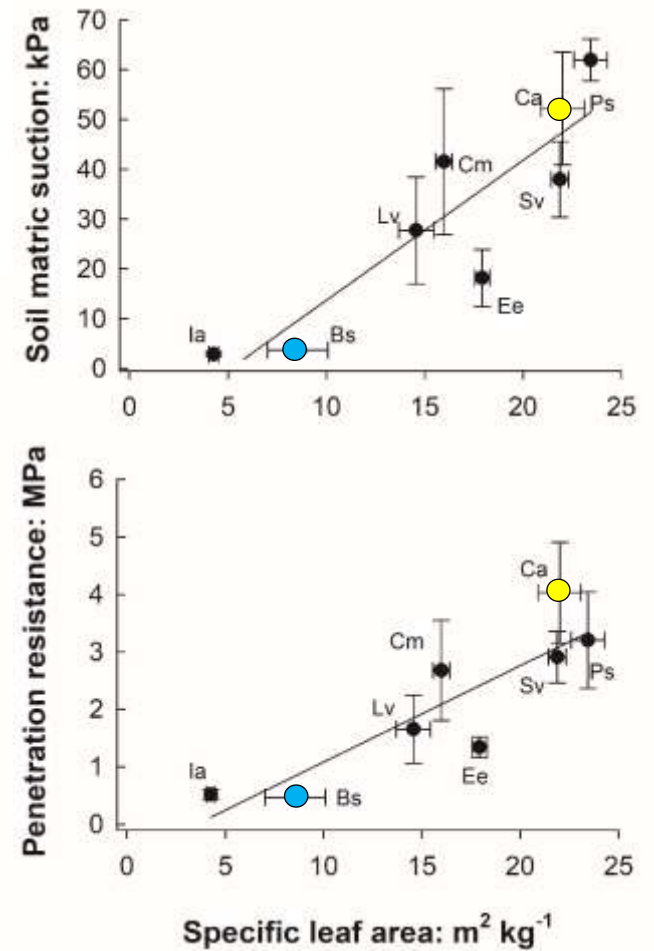 Soil matric suction: kPa
70
60
50
40
30
20
10
0
Ca
Ps
Cm
Sv
Lv
Ee
Ia
Bs
0 5 10 15 20 25
Penetration resistance: MPa
6
5
4
3
2
1
0
Ca
Cm
Sv
Ps
Lv
Ee
Ia
Bs
0 5 10 15 20 25
Specific leaf area: m² kg⁻¹